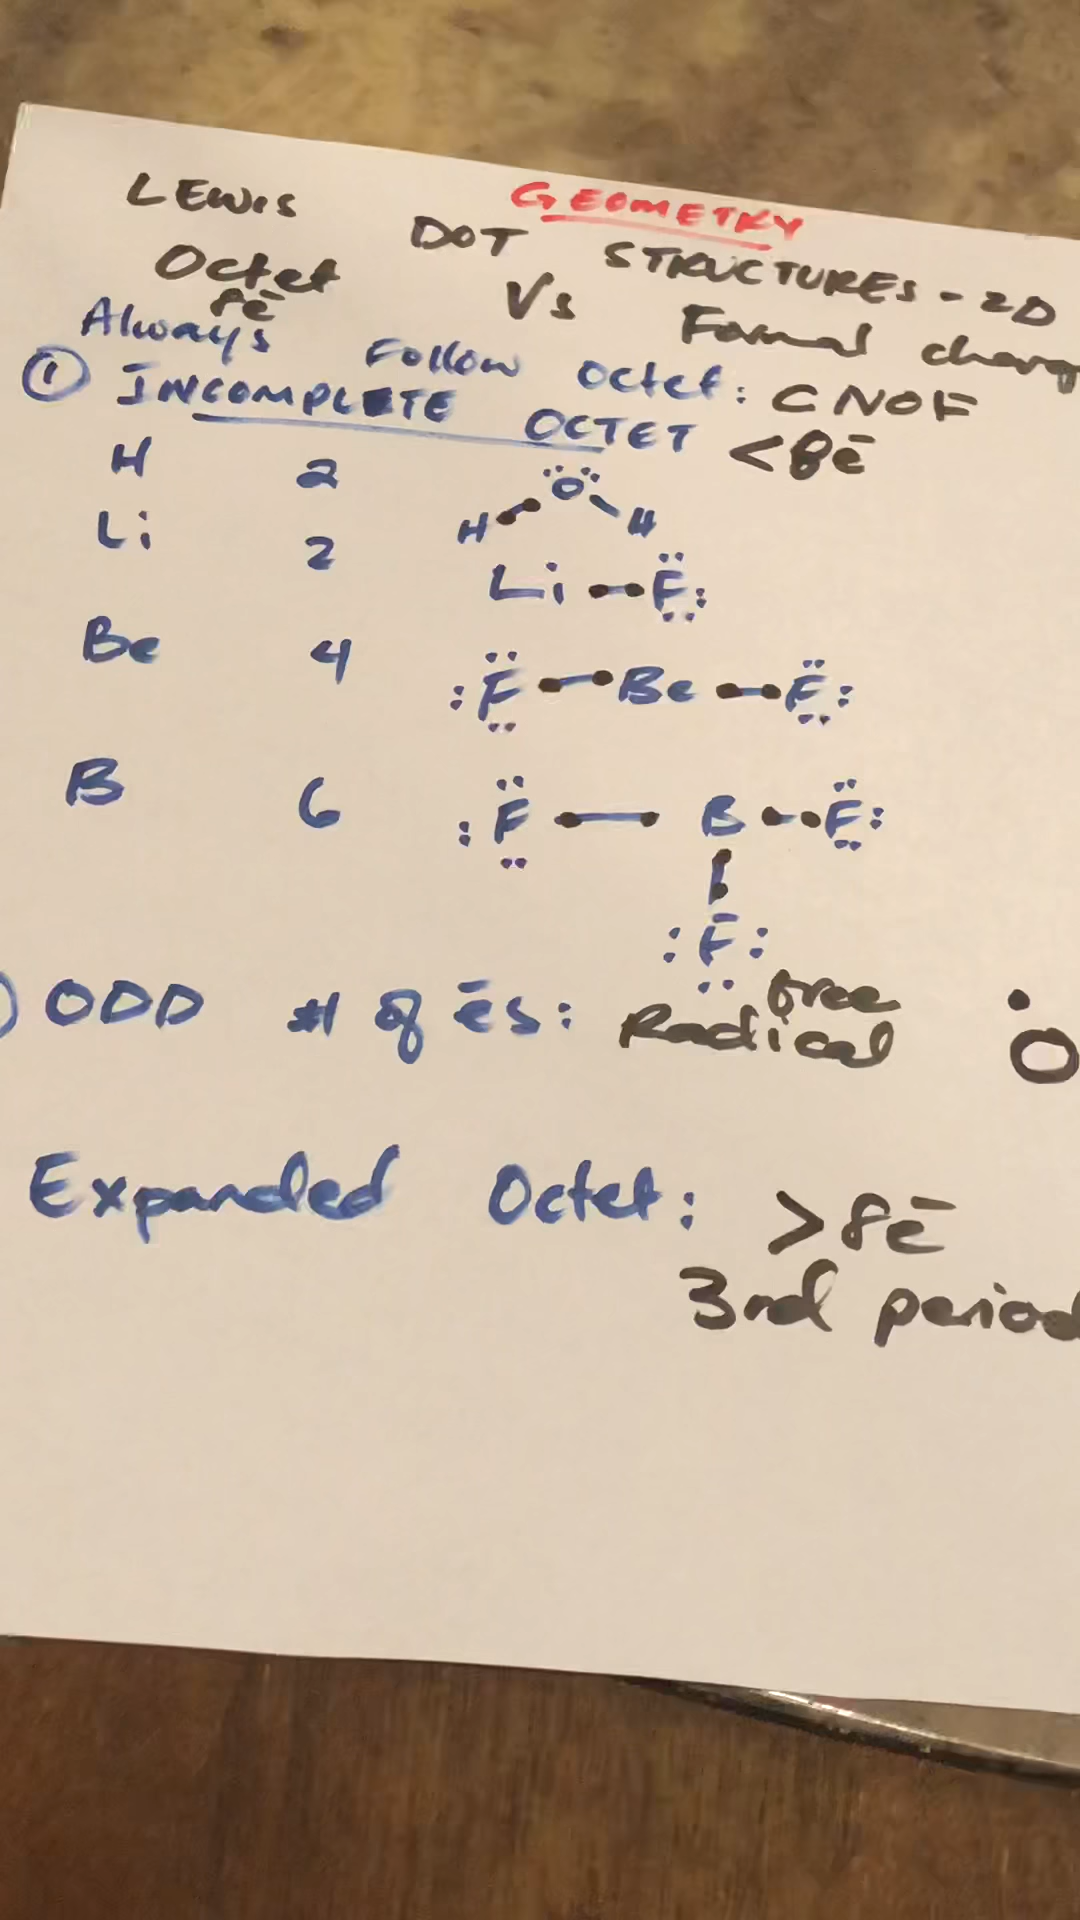 GEOMETRY
LEWIS DOT STRUCTURES - 2D
Octet Vs Formal charg
8ē
Always Follow Octet: CNOF
① INCOMPLETE OCTET <8ē
H 2 H O H
Li 2 Li F
Be 4 F Be F
B 6 F B F
F
ODD # of ēs: free Radical O
Expanded Octet: >8ē
3rd period